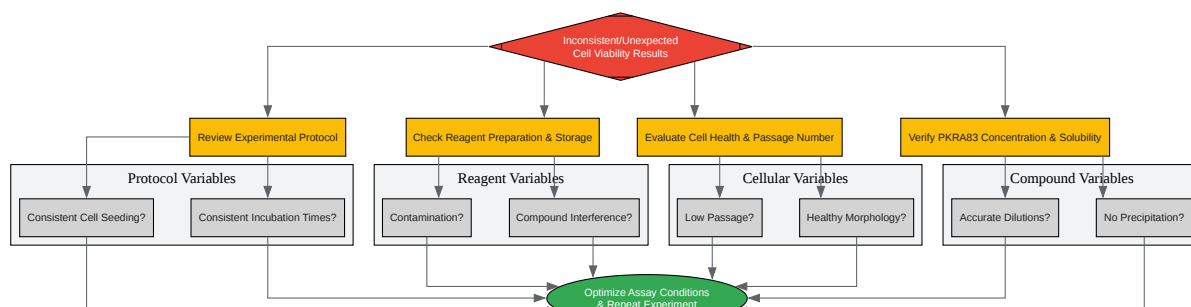 Inconsistent/Unexpected
Cell Viability Results
Review Experimental Protocol
Check Reagent Preparation & Storage
Evaluate Cell Health & Passage Number
Verify PKRA83 Concentration & Solubility
Protocol Variables
Reagent Variables
Cellular Variables
Compound Variables
Consistent Cell Seeding?
Consistent Incubation Times?
Contamination?
Compound Interference?
Low Passage?
Healthy Morphology?
Accurate Dilutions?
No Precipitation?
Optimize Assay Conditions
& Repeat Experiment